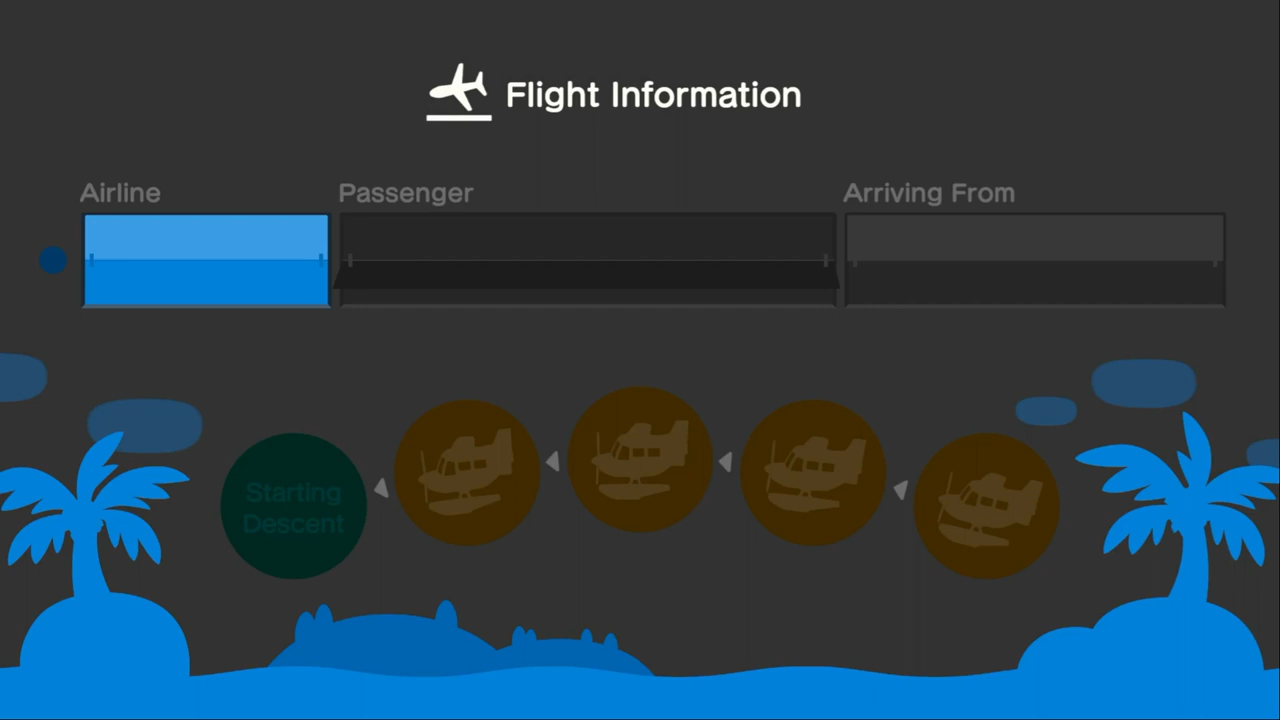 Flight Information
Airline
Passenger
Arriving From
Starting
Descent